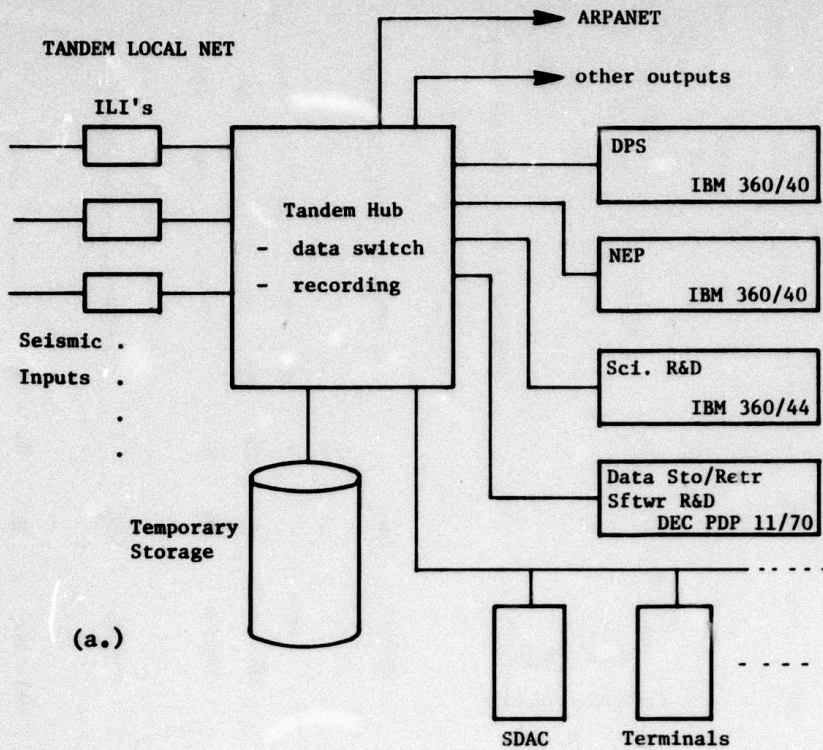 ARPANET
TANDEM LOCAL NET
other outputs
ILI's
DPS
IBM 360/40
Tandem Hub
- data switch
- recording
NEP
IBM 360/40
Seismic .
Inputs .
.
.
Sci. R&D
IBM 360/44
Data Sto/Retr
Sftwr R&D
DEC PDP 11/70
Temporary
Storage
(a.)
SDAC
Terminals